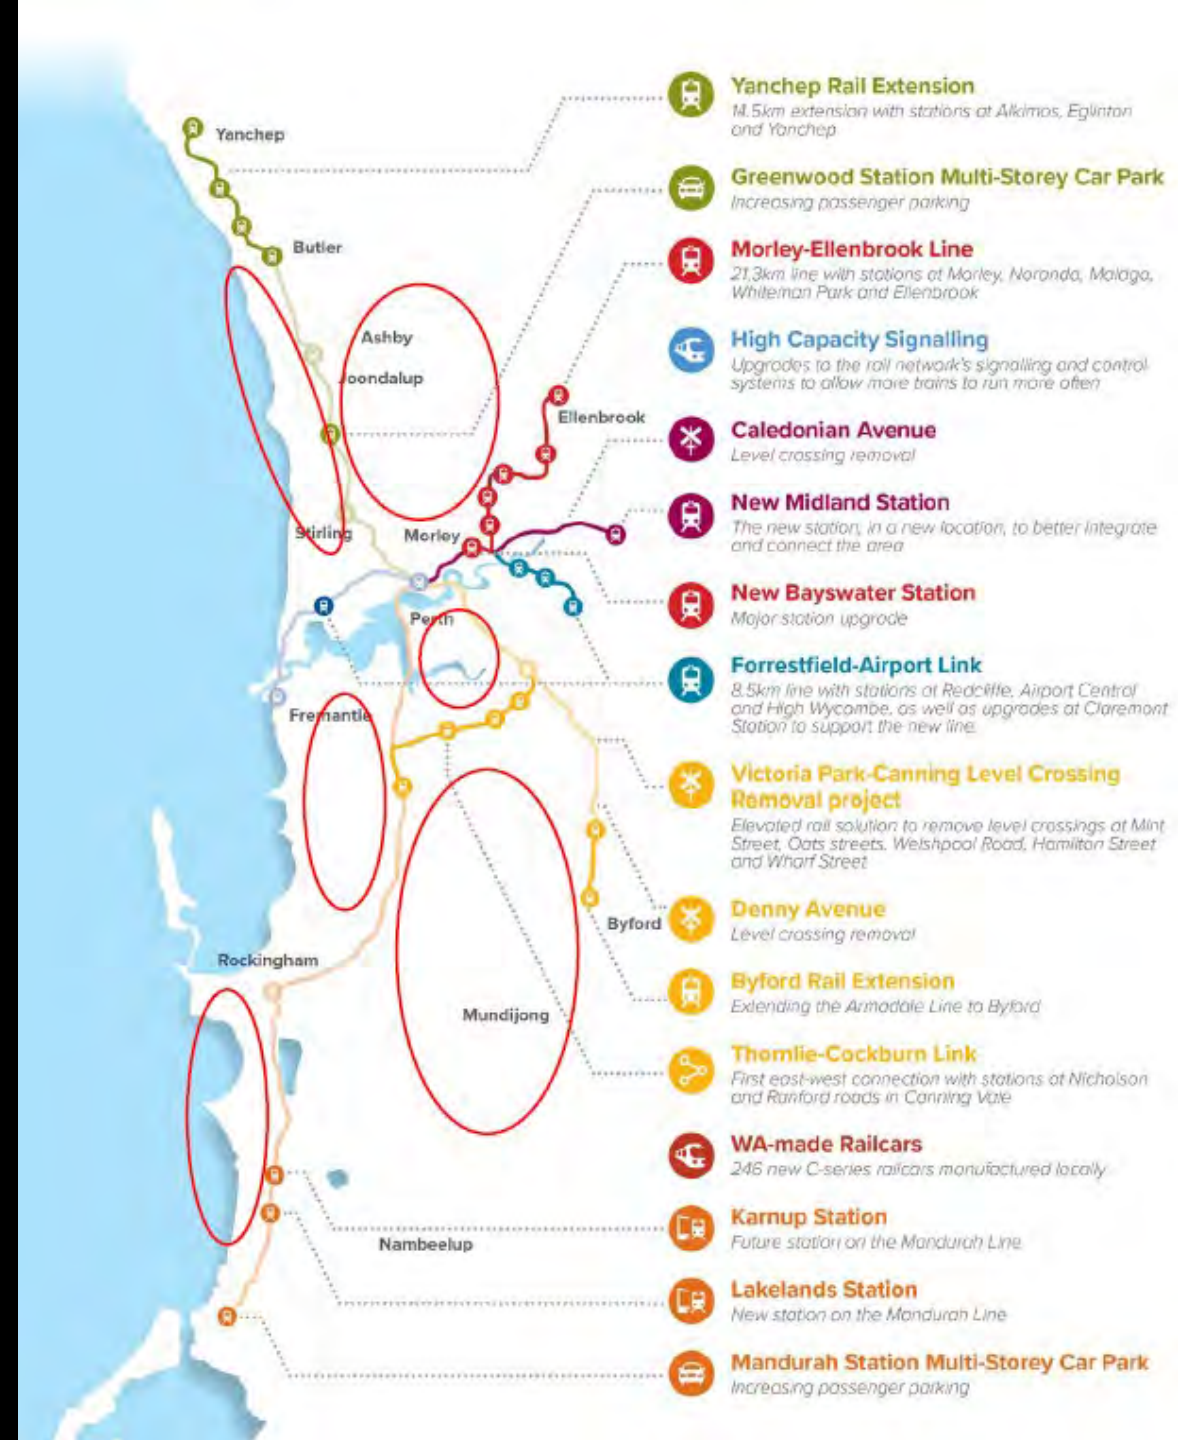 Yanchep
Butler
Ashby
Joondalup
Ellenbrook
Stirling
Morley
Perth
Fremantle
Byford
Rockingham
Mundijong
Nambeelup
Yanchep Rail Extension
14.5km extension with stations at Alkimos, Eglinton
and Yanchep
Greenwood Station Multi-Storey Car Park
Increasing passenger parking
Morley-Ellenbrook Line
21.3km line with stations at Morley, Noranda, Malaga,
Whiteman Park and Ellenbrook
High Capacity Signalling
Upgrades to the rail network's signalling and control
systems to allow more trains to run more often
Caledonian Avenue
Level crossing removal
New Midland Station
The new station, in a new location, to better integrate
and connect the area
New Bayswater Station
Major station upgrade
Forrestfield-Airport Link
8.5km line with stations at Redcliffe, Airport Central
and High Wycombe, as well as upgrades at Claremont
Station to support the new line.
Victoria Park-Canning Level Crossing
Removal project
Elevated rail solution to remove level crossings at Mint
Street, Oats streets, Welshpool Road, Hamilton Street
and Wharf Street
Denny Avenue
Level crossing removal
Byford Rail Extension
Extending the Armadale Line to Byford
Thornlie-Cockburn Link
First east-west connection with stations at Nicholson
and Ranford roads in Canning Vale
WA-made Railcars
246 new C-series railcars manufactured locally
Karnup Station
Future station on the Mandurah Line
Lakelands Station
New station on the Mandurah Line
Mandurah Station Multi-Storey Car Park
Increasing passenger parking